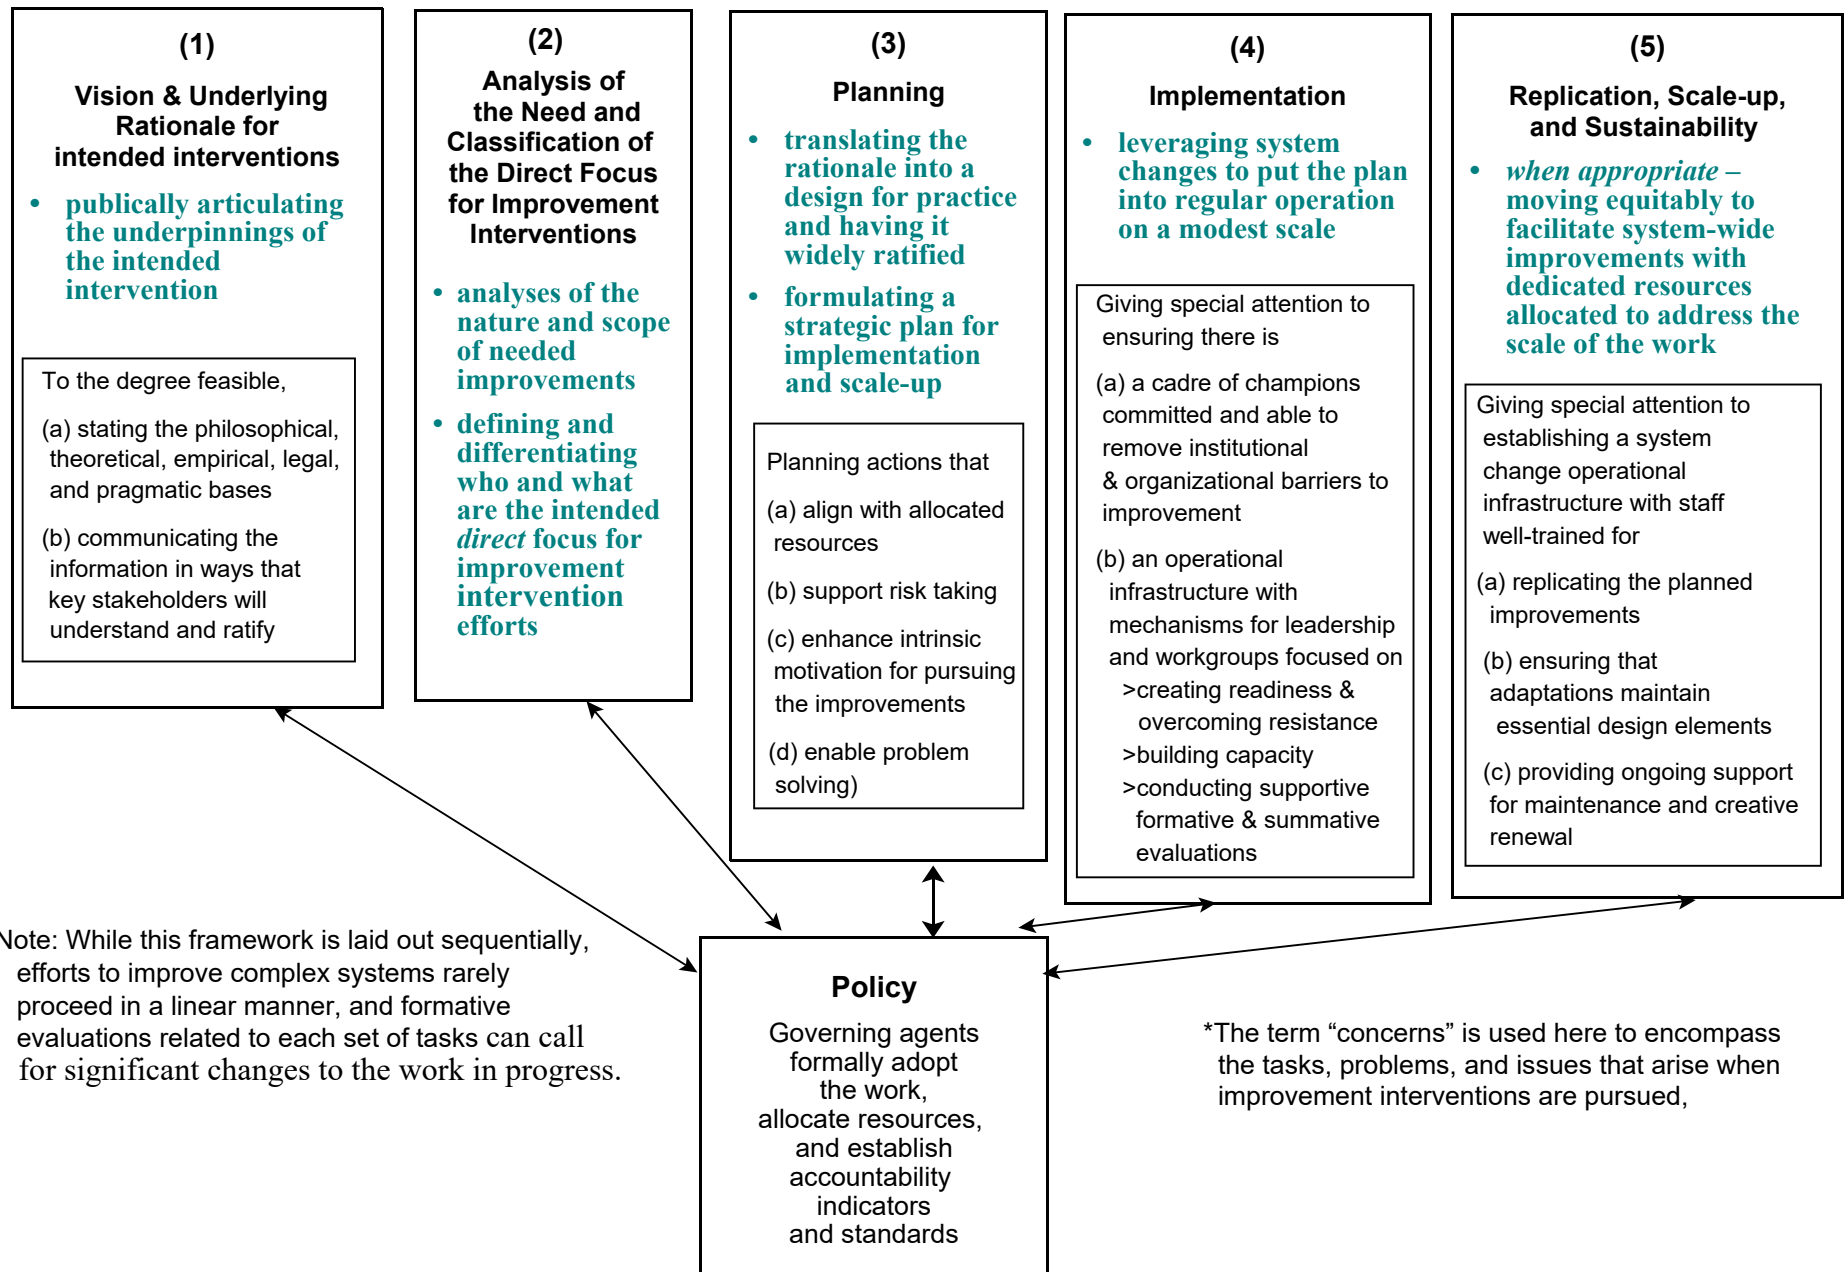 (1)
Vision & Underlying
Rationale for
intended interventions
• publically articulating
the underpinnings of
the intended
intervention
To the degree feasible,
(a) stating the philosophical,
theoretical, empirical, legal,
and pragmatic bases
(b) communicating the
information in ways that
key stakeholders will
understand and ratify
(2)
Analysis of
the Need and
Classification of
the Direct Focus
for Improvement
Interventions
• analyses of the
nature and scope
of needed
improvements
• defining and
differentiating
who and what
are the intended
direct focus for
improvement
intervention
efforts
(3)
Planning
• translating the
rationale into a
design for practice
and having it
widely ratified
• formulating a
strategic plan for
implementation
and scale-up
Planning actions that
(a) align with allocated
resources
(b) support risk taking
(c) enhance intrinsic
motivation for pursuing
the improvements
(d) enable problem
solving)
(4)
Implementation
• leveraging system
changes to put the plan
into regular operation
on a modest scale
Giving special attention to
ensuring there is
(a) a cadre of champions
committed and able to
remove institutional
& organizational barriers to
improvement
(b) an operational
infrastructure with
mechanisms for leadership
and workgroups focused on
>creating readiness &
overcoming resistance
>building capacity
>conducting supportive
formative & summative
evaluations
(5)
Replication, Scale-up,
and Sustainability
• when appropriate –
moving equitably to
facilitate system-wide
improvements with
dedicated resources
allocated to address the
scale of the work
Giving special attention to
establishing a system
change operational
infrastructure with staff
well-trained for
(a) replicating the planned
improvements
(b) ensuring that
adaptations maintain
essential design elements
(c) providing ongoing support
for maintenance and creative
renewal
Note: While this framework is laid out sequentially,
efforts to improve complex systems rarely
proceed in a linear manner, and formative
evaluations related to each set of tasks can call
for significant changes to the work in progress.
Policy
Governing agents
formally adopt
the work,
allocate resources,
and establish
accountability
indicators
and standards
*The term “concerns” is used here to encompass
the tasks, problems, and issues that arise when
improvement interventions are pursued,